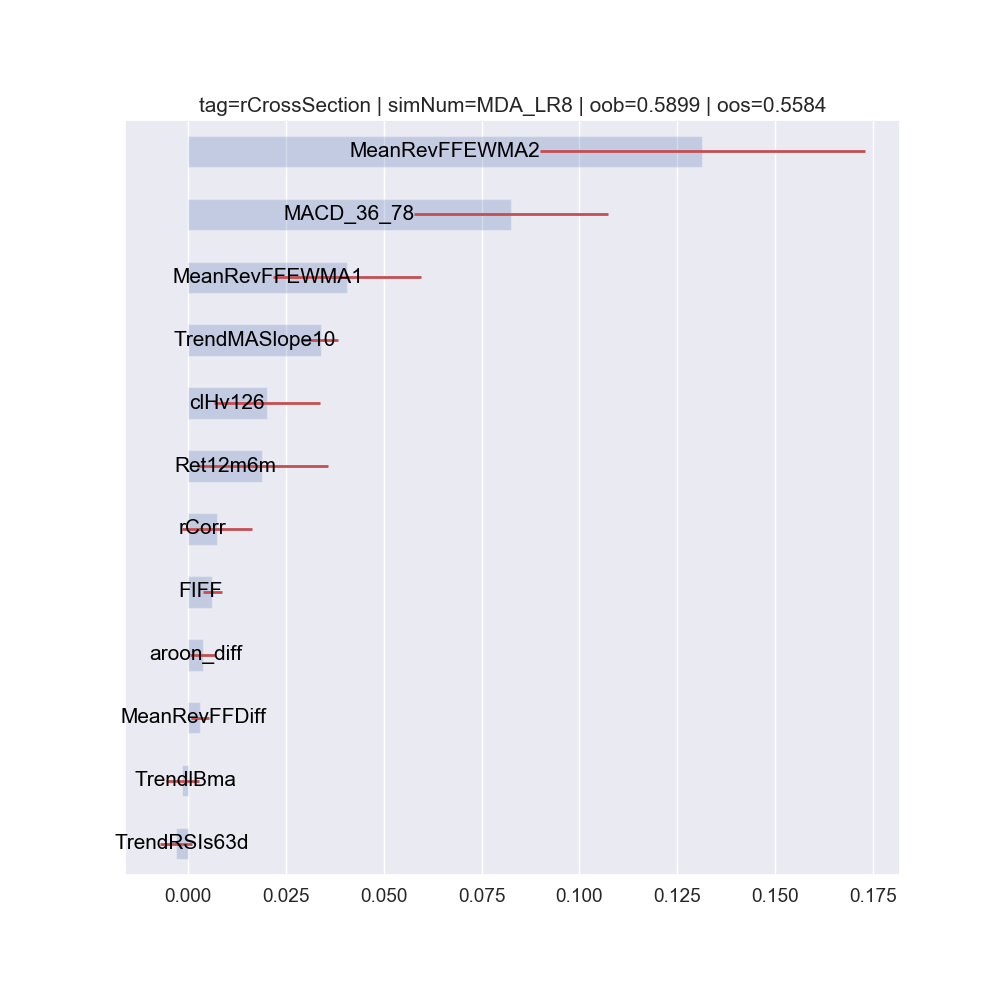 tag=rCrossSection | simNum=MDA_LR8 | oob=0.5899 | oos=0.5584
MeanRevFFEWMA2
MACD_36_78
MeanRevFFEWMA1
TrendMASlope10
clHv126
Ret12m6m
rCorr
FIFF
aroon_diff
MeanRevFFDiff
TrendIBma
TrendRSIs63d
0.000 0.025 0.050 0.075 0.100 0.125 0.150 0.175